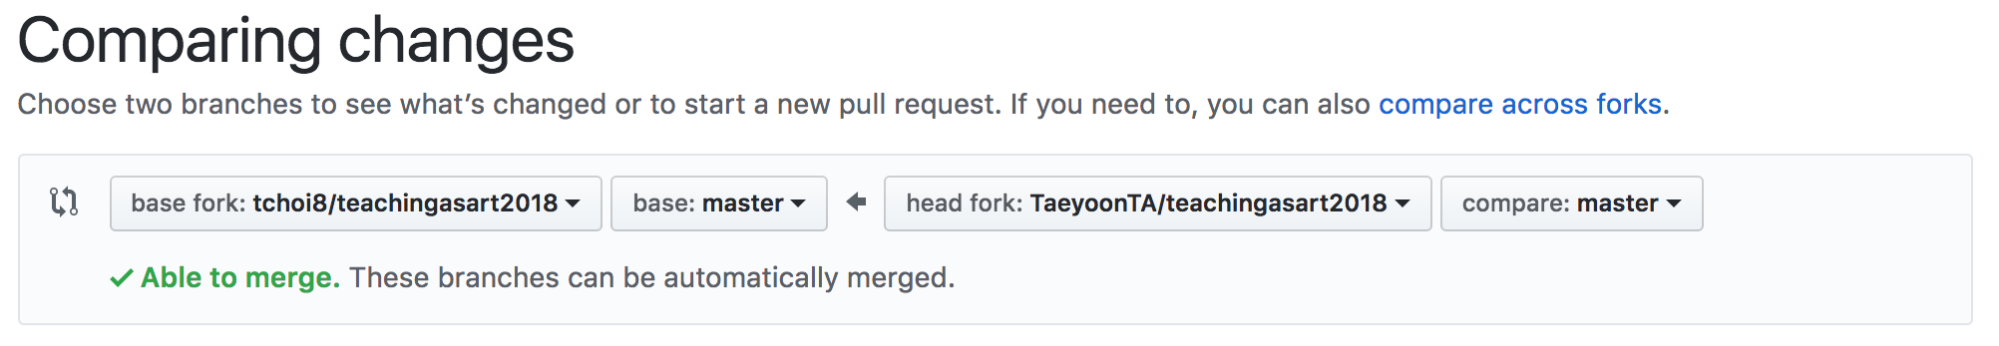 Comparing changes
Choose two branches to see what’s changed or to start a new pull request. If you need to, you can also compare across forks.
base fork: tchoi8/teachingasart2018 base: master head fork: TaeyoonTA/teachingasart2018 compare: master
Able to merge. These branches can be automatically merged.